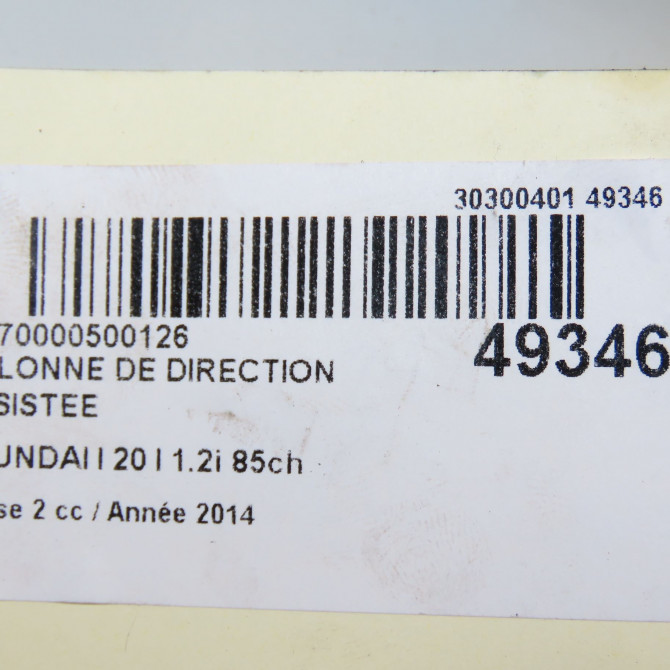 30300401 49346
70000500126
49346
LONNE DE DIRECTION
SISTEE
UNDAI I 20 I 1.2i 85ch
se 2 cc / Année 2014